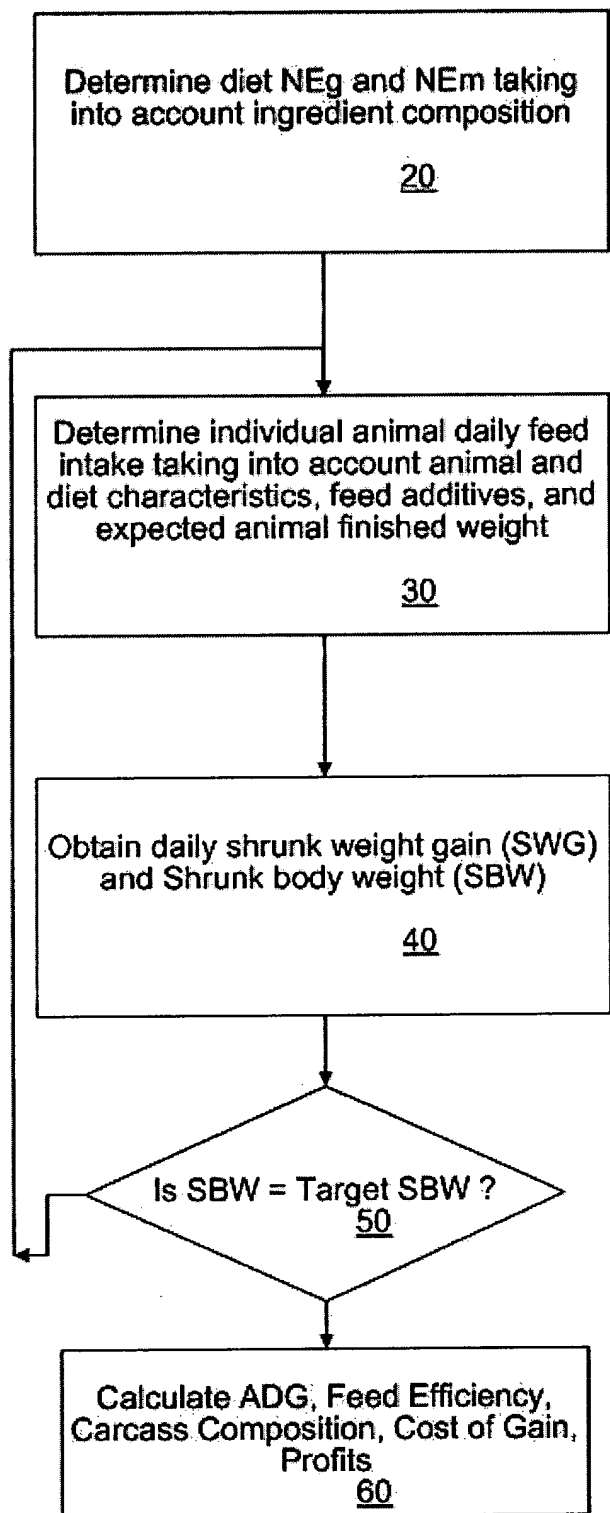 Determine diet NEg and NEm taking
into account ingredient composition
20
Determine individual animal daily feed
intake taking into account animal and
diet characteristics, feed additives, and
expected animal finished weight
30
Obtain daily shrunk weight gain (SWG)
and Shrunk body weight (SBW)
40
Is SBW = Target SBW ?
50
Calculate ADG, Feed Efficiency,
Carcass Composition, Cost of Gain,
Profits
60